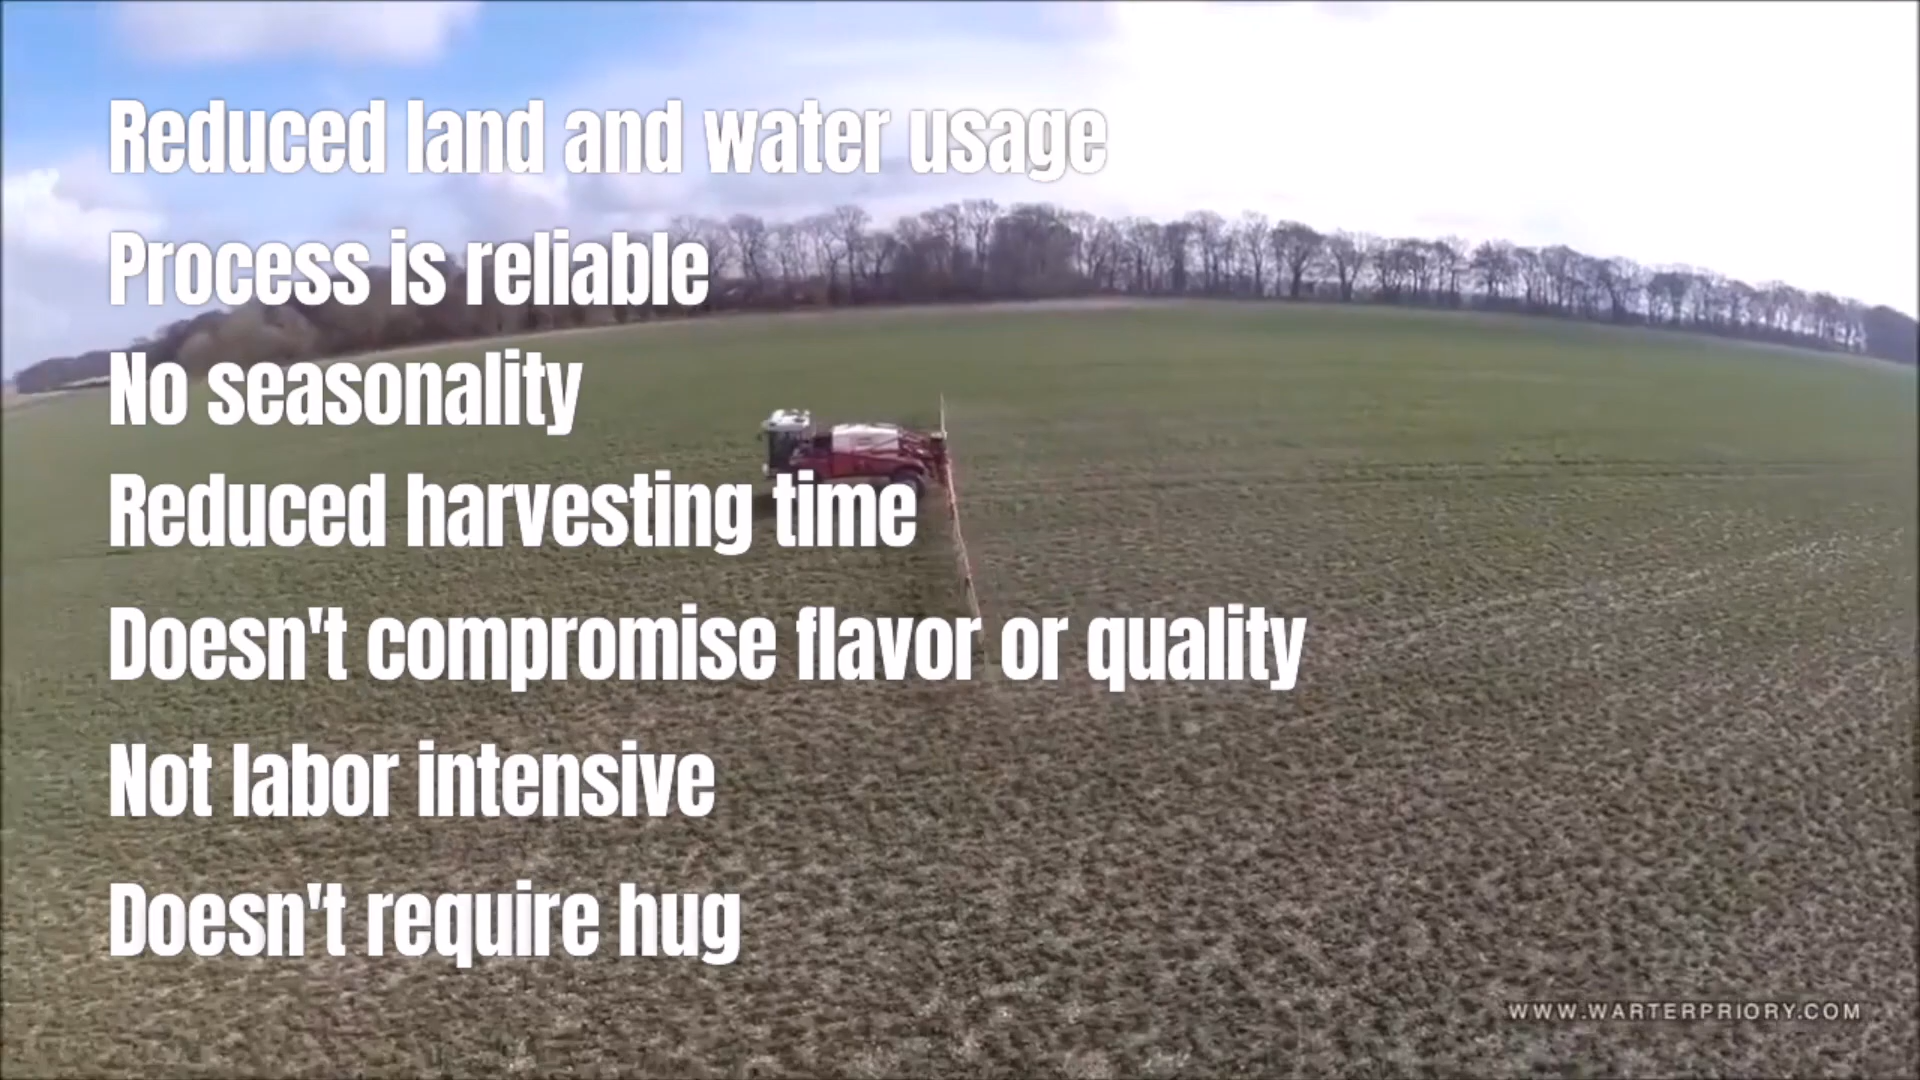 Reduced land and water usage
Process is reliable
No seasonality
Reduced harvesting time
Doesn't compromise flavor or quality
Not labor intensive
Doesn't require hug
WWW.WARTERPRIORY.COM